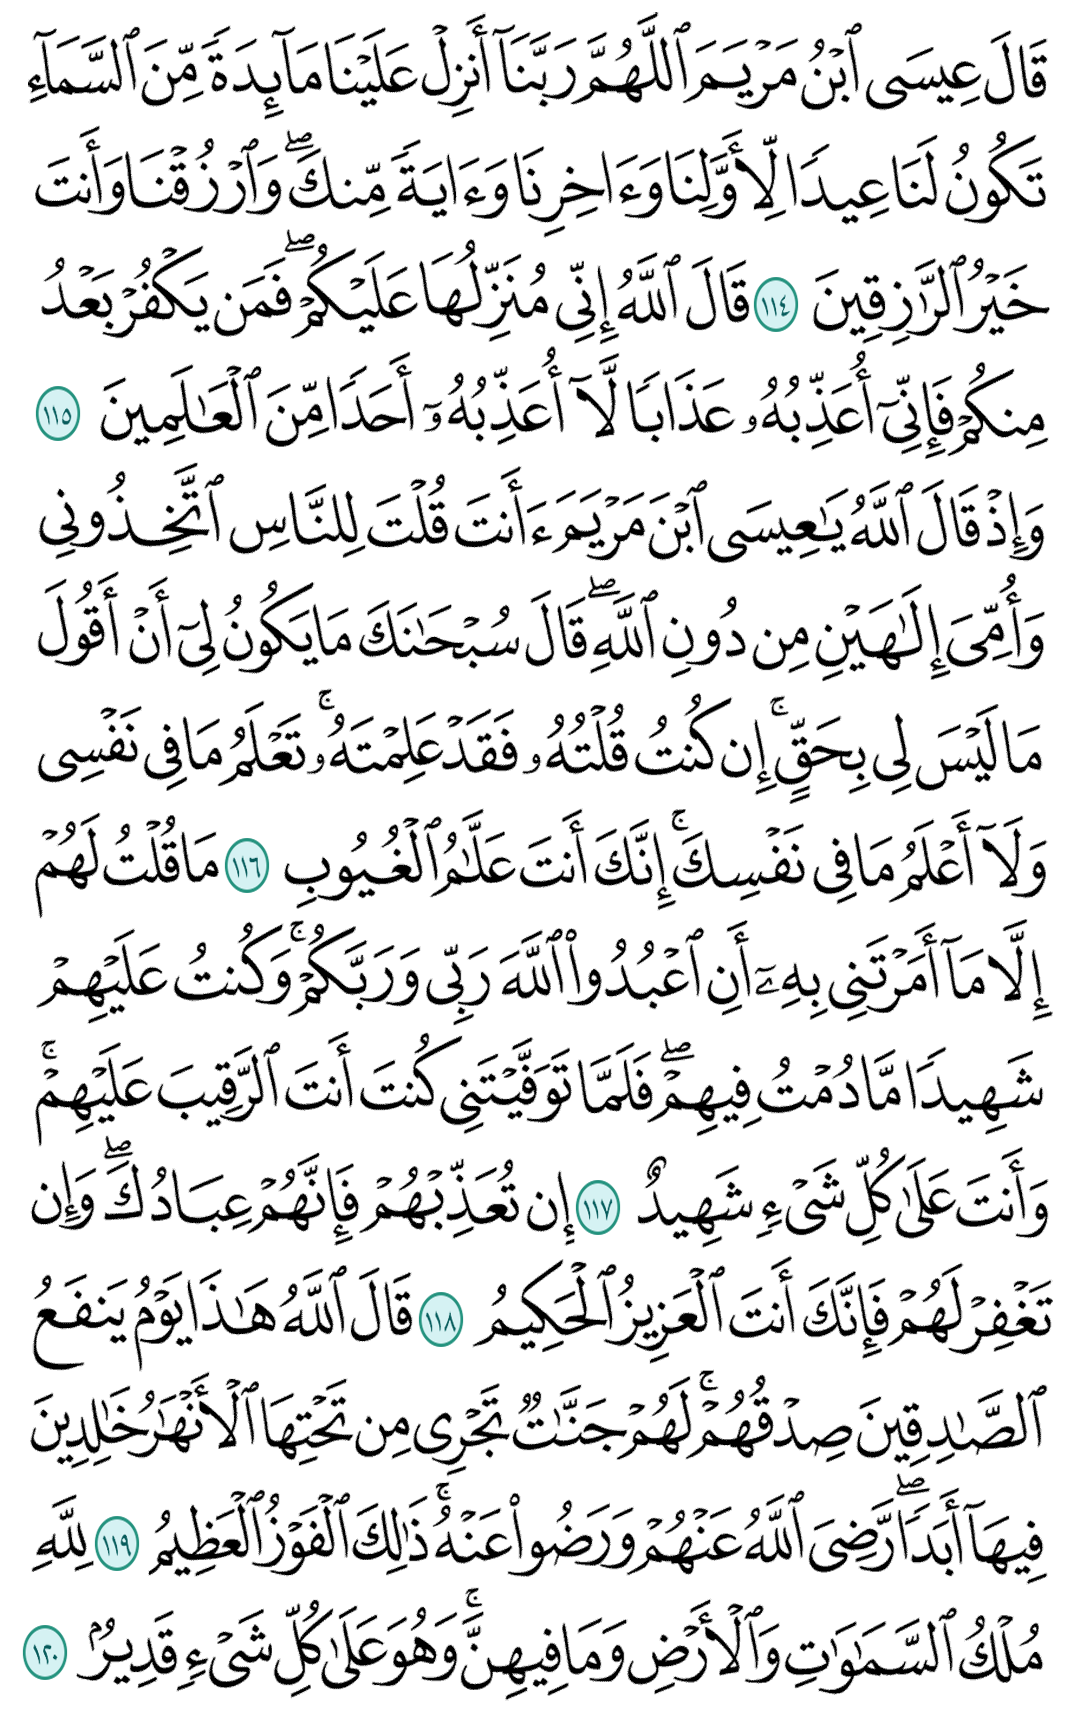 قَالَ عِيسَى ٱبۡنُ مَرۡيَمَ ٱللَّهُمَّ رَبَّنَآ أَنزِلۡ عَلَيۡنَا مَآئِدَةٗ مِّنَ ٱلسَّمَآءِ
تَكُونُ لَنَا عِيدٗا لِّأَوَّلِنَا وَءَاخِرِنَا وَءَايَةٗ مِّنكَۖ وَٱرۡزُقۡنَا وَأَنتَ
خَيۡرُ ٱلرَّٰزِقِينَ ١١٤ قَالَ ٱللَّهُ إِنِّي مُنَزِّلُهَا عَلَيۡكُمۡۖ فَمَن يَكۡفُرۡ بَعۡدُ
مِنكُمۡ فَإِنِّيٓ أُعَذِّبُهُۥ عَذَابٗا لَّآ أُعَذِّبُهُۥٓ أَحَدٗا مِّنَ ٱلۡعَٰلَمِينَ ١١٥
وَإِذۡ قَالَ ٱللَّهُ يَٰعِيسَى ٱبۡنَ مَرۡيَمَ ءَأَنتَ قُلۡتَ لِلنَّاسِ ٱتَّخِذُونِي
وَأُمِّيَ إِلَٰهَيۡنِ مِن دُونِ ٱللَّهِۖ قَالَ سُبۡحَٰنَكَ مَا يَكُونُ لِيٓ أَنۡ أَقُولَ
مَا لَيۡسَ لِي بِحَقٍّۚ إِن كُنتُ قُلۡتُهُۥ فَقَدۡ عَلِمۡتَهُۥۚ تَعۡلَمُ مَا فِي نَفۡسِي
وَلَآ أَعۡلَمُ مَا فِي نَفۡسِكَۚ إِنَّكَ أَنتَ عَلَّٰمُ ٱلۡغُيُوبِ ١١٦ مَا قُلۡتُ لَهُمۡ
إِلَّا مَآ أَمَرۡتَنِي بِهِۦٓ أَنِ ٱعۡبُدُواْ ٱللَّهَ رَبِّي وَرَبَّكُمۡۚ وَكُنتُ عَلَيۡهِمۡ
شَهِيدٗا مَّا دُمۡتُ فِيهِمۡۖ فَلَمَّا تَوَفَّيۡتَنِي كُنتَ أَنتَ ٱلرَّقِيبَ عَلَيۡهِمۡۚ
وَأَنتَ عَلَىٰ كُلِّ شَيۡءٖ شَهِيدٌ ١١٧ إِن تُعَذِّبۡهُمۡ فَإِنَّهُمۡ عِبَادُكَۖ وَإِن
تَغۡفِرۡ لَهُمۡ فَإِنَّكَ أَنتَ ٱلۡعَزِيزُ ٱلۡحَكِيمُ ١١٨ قَالَ ٱللَّهُ هَٰذَا يَوۡمُ يَنفَعُ
ٱلصَّٰدِقِينَ صِدۡقُهُمۡۚ لَهُمۡ جَنَّٰتٞ تَجۡرِي مِن تَحۡتِهَا ٱلۡأَنۡهَٰرُ خَٰلِدِينَ
فِيهَآ أَبَدٗاۖ رَّضِيَ ٱللَّهُ عَنۡهُمۡ وَرَضُواْ عَنۡهُۚ ذَٰلِكَ ٱلۡفَوۡزُ ٱلۡعَظِيمُ ١١٩ لِلَّهِ
مُلۡكُ ٱلسَّمَٰوَٰتِ وَٱلۡأَرۡضِ وَمَا فِيهِنَّۚ وَهُوَ عَلَىٰ كُلِّ شَيۡءٖ قَدِيرُۢ ١٢٠